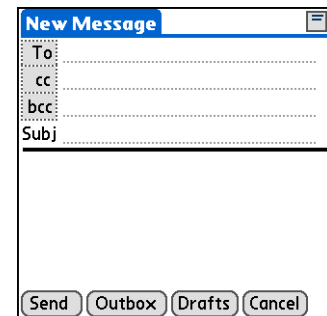 New Message
To
cc
bcc
Subj
Send Outbox Drafts Cancel